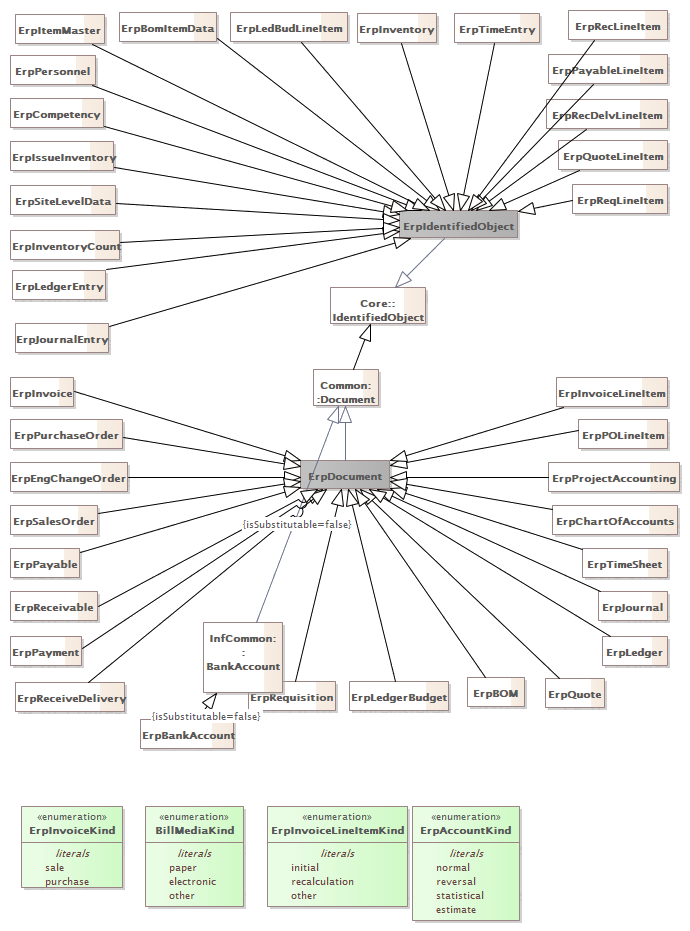 ErpItemMaster
ErpBomItemData
ErpLedBudLineItem
ErpInventory
ErpTimeEntry
ErpRecLineItem
ErpPersonnel
ErpPayableLineItem
ErpCompetency
ErpRecDelvLineItem
ErpIssueInventory
ErpQuoteLineItem
ErpSiteLevelData
ErpReqLineItem
ErpIdentifiedObject
ErpInventoryCount
ErpLedgerEntry
Core::
IdentifiedObject
ErpJournalEntry
Common:
:Document
ErpInvoice
ErpInvoiceLineItem
ErpPurchaseOrder
ErpPOLineItem
ErpEngChangeOrder
ErpDocument
ErpProjectAccounting
ErpSalesOrder
{isSubstitutable=false}
ErpChartOfAccounts
ErpPayable
ErpTimeSheet
ErpReceivable
ErpJournal
ErpPayment
InfCommon:
:
BankAccount
ErpLedger
ErpReceiveDelivery
ErpRequisition
ErpLedgerBudget
ErpBOM
ErpQuote
{isSubstitutable=false}
ErpBankAccount
«enumeration»
ErpInvoiceKind
literals
sale
purchase
«enumeration»
BillMediaKind
literals
paper
electronic
other
«enumeration»
ErpInvoiceLineItemKind
literals
initial
recalculation
other
«enumeration»
ErpAccountKind
literals
normal
reversal
statistical
estimate